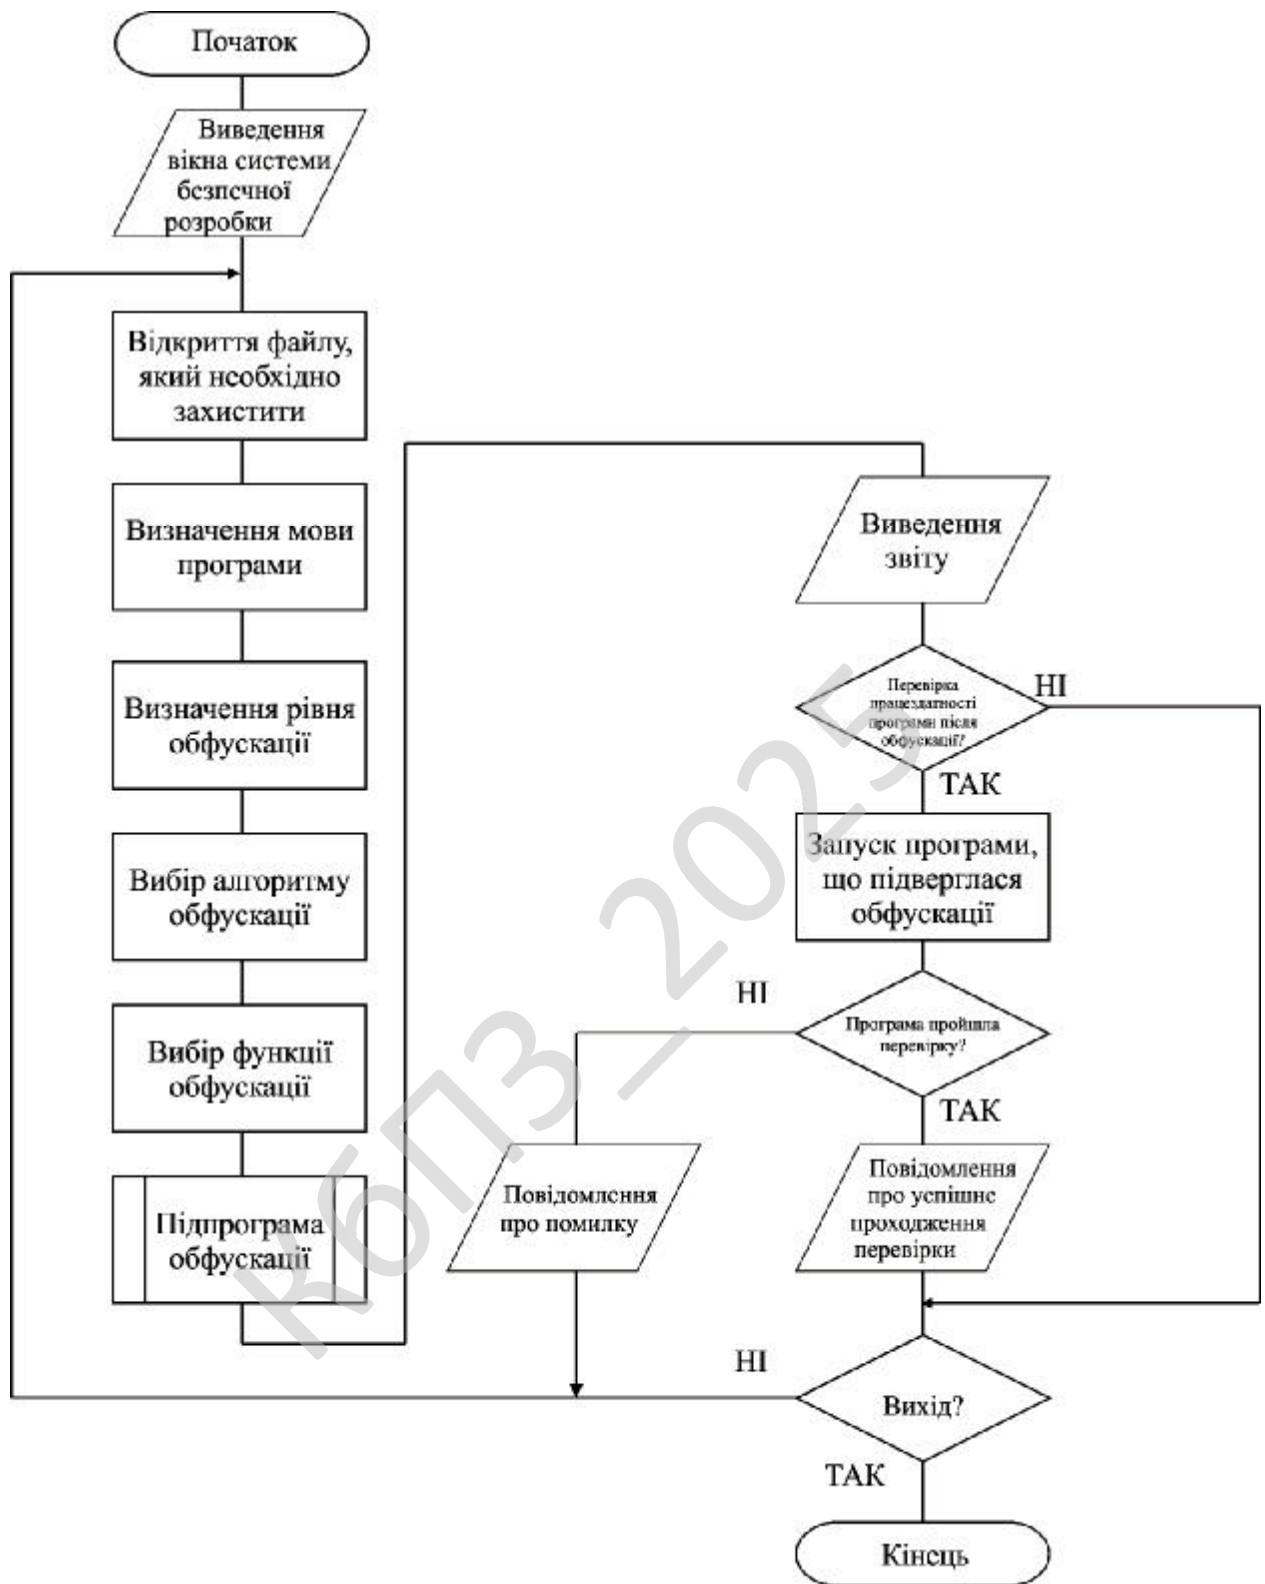 Початок
Виведення
вікна системи
безпечної
розробки
Відкриття файлу,
який необхідно
захистити
Визначення мови
програми
Визначення рівня
обфускації
Вибір алгоритму
обфускації
Вибір функції
обфускації
Підпрограма
обфускації
Виведення
звіту
Перевірка
працездатності
програми після
обфускації?
НІ
ТАК
Запуск програми,
що підверглася
обфускації
НІ
Програма пройшла
перевірку?
ТАК
Повідомлення
про помилку
Повідомлення
про успішне
проходження
перевірки
НІ
Вихід?
ТАК
Кінець
КбПЗ_2025